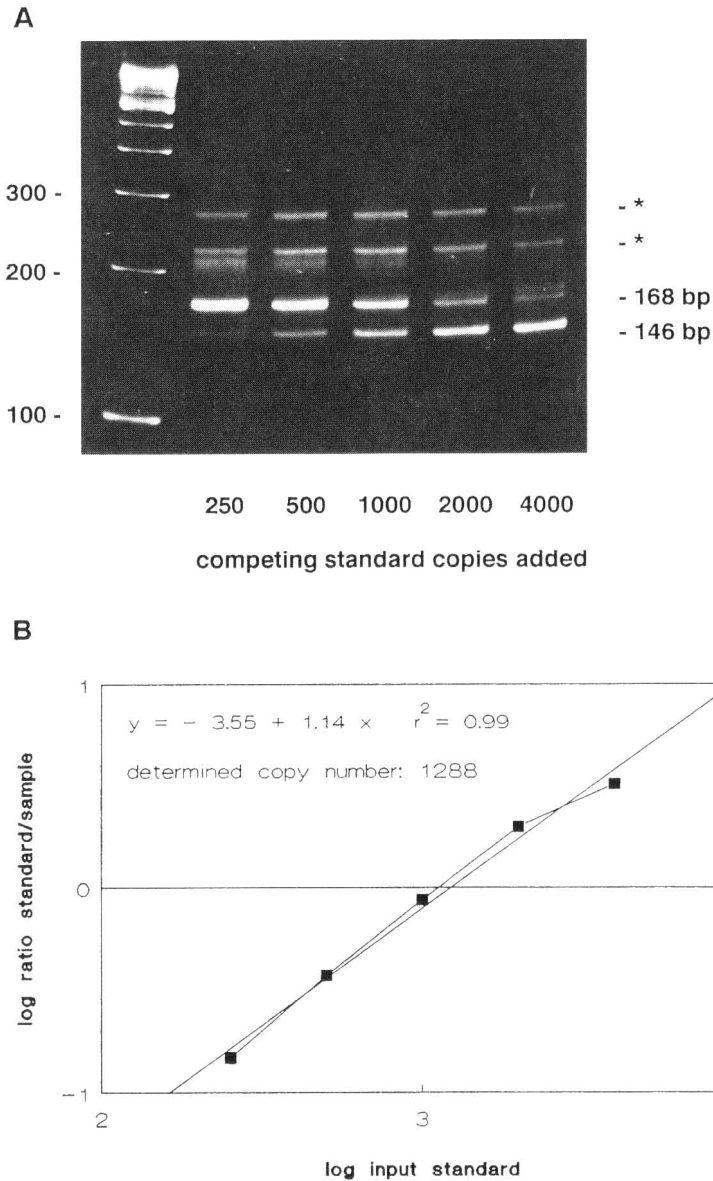 A
300 -
200 -
100 -
- *
- *
- 168 bp
- 146 bp
250 500 1000 2000 4000
competing standard copies added
B
y = - 3.55 + 1.14 x r² = 0.99
determined copy number: 1288
log ratio standard/sample
1
0
-1
2 3
log input standard